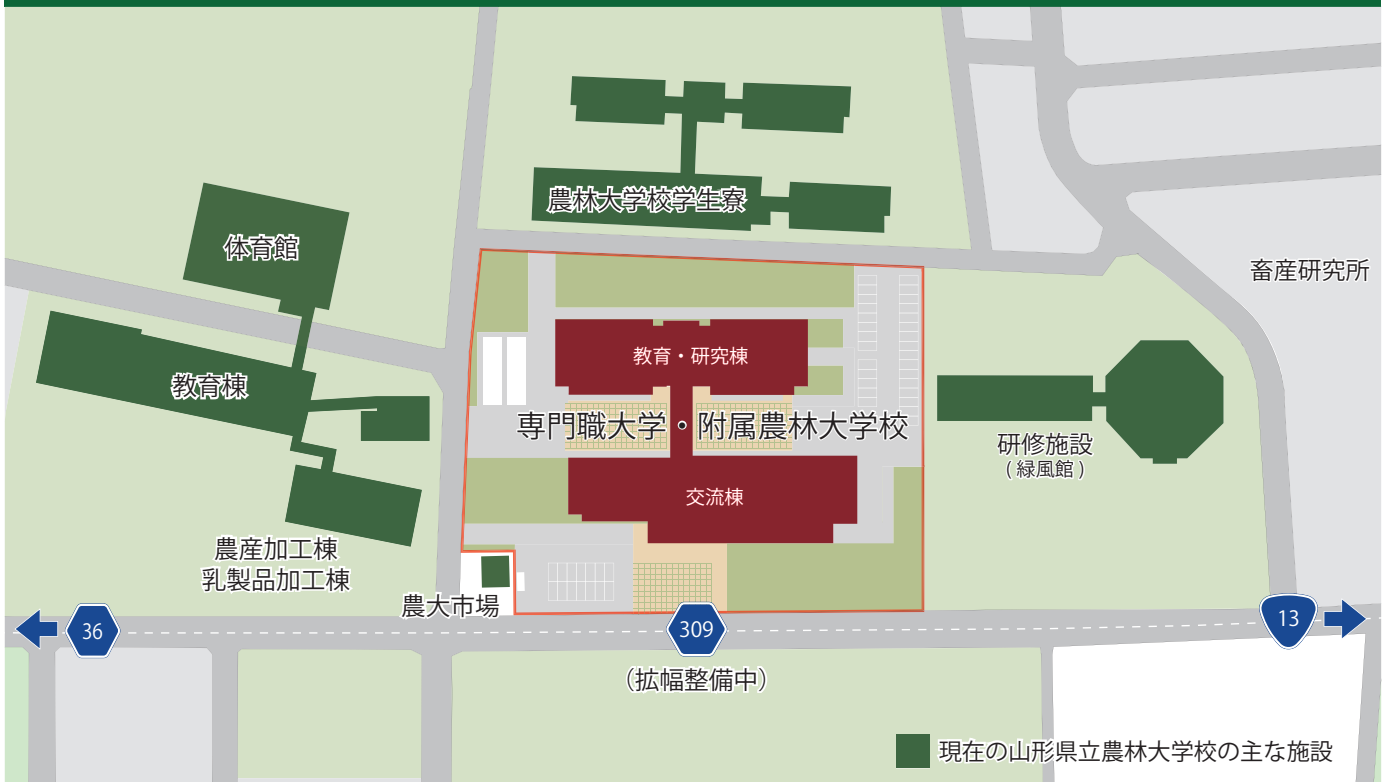 農林大学校学生寮
体育館
畜産研究所
教育・研究棟
教育棟
専門職大学・附属農林大学校
研修施設
(緑風館)
交流棟
農産加工棟
乳製品加工棟
農大市場
36
309
13
(拡幅整備中)
現在の山形県立農林大学校の主な施設